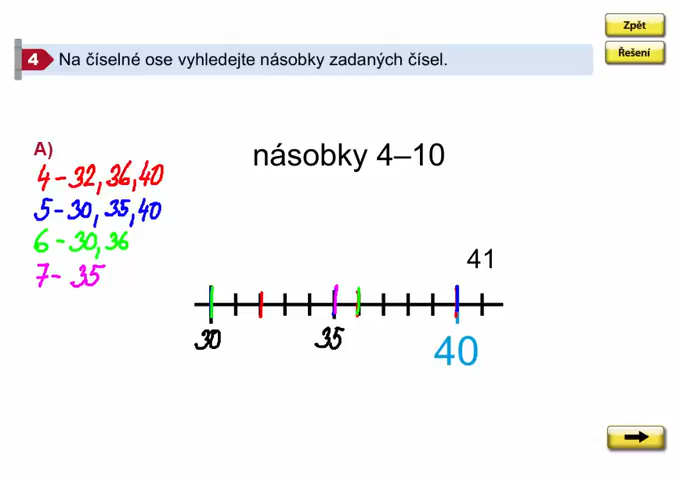 Zpět
4 Na číselné ose vyhledejte násobky zadaných čísel.
Řešení
A)
násobky 4–10
4 – 32, 36, 40
5 – 30, 35, 40
6 – 30, 36
7 – 35
41
30 35 40